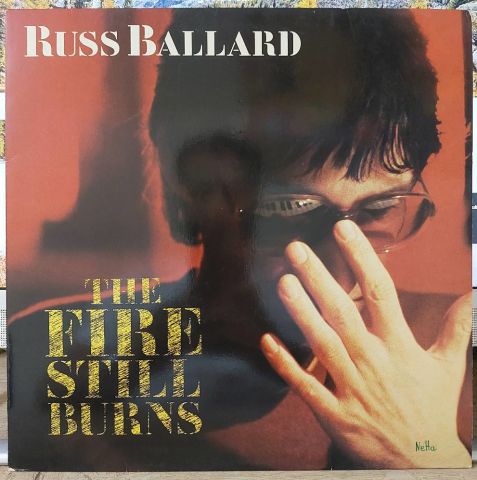 RUSS BALLARD
THE
FIRE
STILL
BURNS
Netta